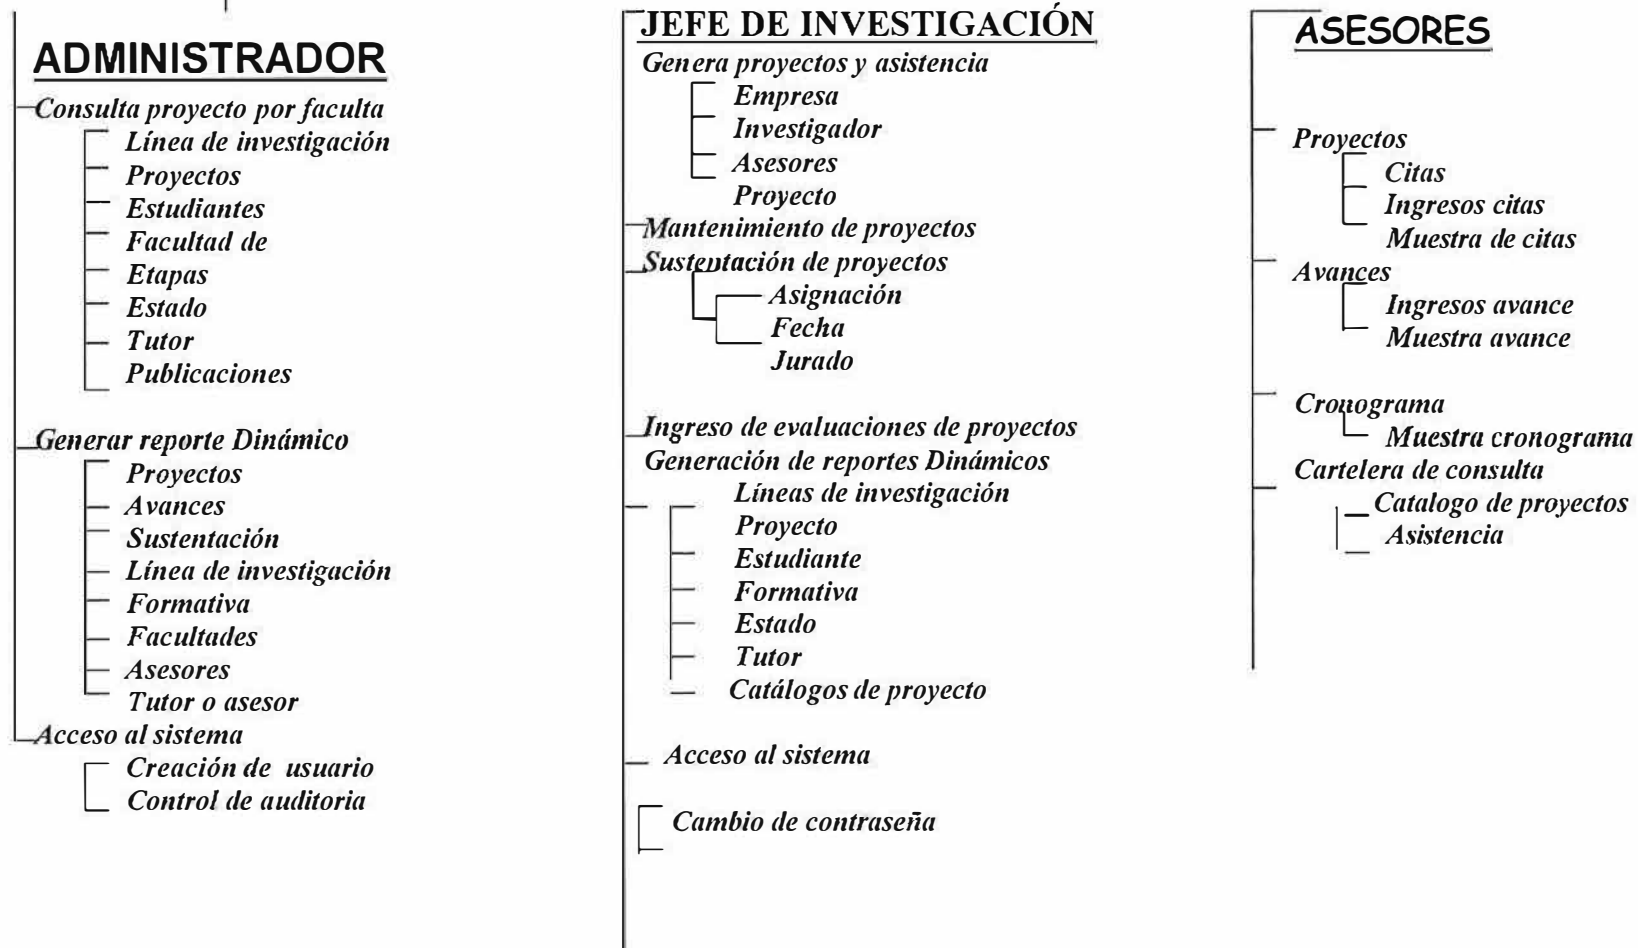 ADMINISTRADOR
Consulta proyecto por faculta
Línea de investigación
Proyectos
Estudiantes
Facultad de
Etapas
Estado
Tutor
Publicaciones
Generar reporte Dinámico
Proyectos
Avances
Sustentación
Línea de investigación
Formativa
Facultades
Asesores
Tutor o asesor
Acceso al sistema
Creación de usuario
Control de auditoria
JEFE DE INVESTIGACIÓN
Genera proyectos y asistencia
Empresa
Investigador
Asesores
Proyecto
Mantenimiento de proyectos
Sustentación de proyectos
Asignación
Fecha
Jurado
Ingreso de evaluaciones de proyectos
Generación de reportes Dinámicos
Líneas de investigación
Proyecto
Estudiante
Formativa
Estado
Tutor
Catálogos de proyecto
Acceso al sistema
Cambio de contraseña
ASESORES
Proyectos
Citas
Ingresos citas
Muestra de citas
Avances
Ingresos avance
Muestra avance
Cronograma
Muestra cronograma
Cartelera de consulta
Catalogo de proyectos
Asistencia